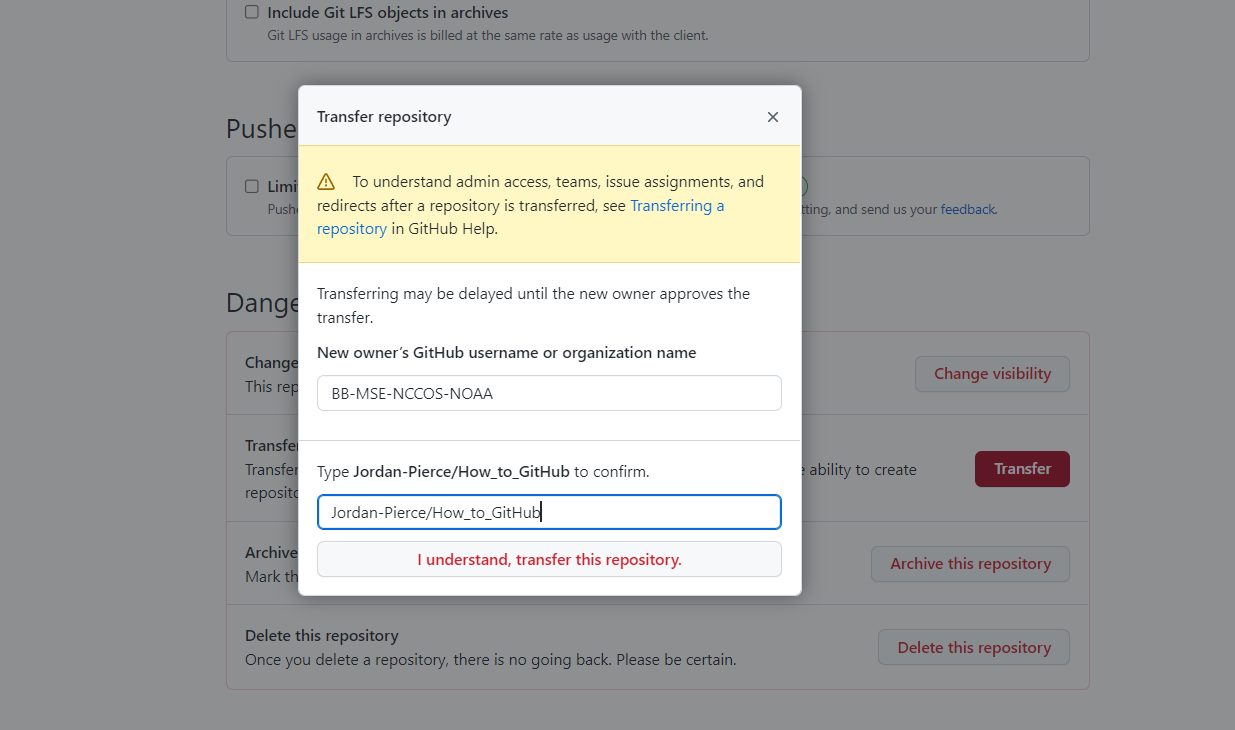 Include Git LFS objects in archives
Git LFS usage in archives is billed at the same rate as usage with the client.
Transfer repository
Pushe
To understand admin access, teams, issue assignments, and
redirects after a repository is transferred, see Transferring a
repository in GitHub Help.
Limi
Pushe
tting, and send us your feedback.
Transferring may be delayed until the new owner approves the
transfer.
Dange
New owner's GitHub username or organization name
Change
This rep
Change visibility
BB-MSE-NCCOS-NOAA
Transfer
Transfer
reposito
e ability to create
Transfer
Type Jordan-Pierce/How_to_GitHub to confirm.
Jordan-Pierce/How_to_GitHub
Archive
Mark th
Archive this repository
I understand, transfer this repository.
Delete this repository
Once you delete a repository, there is no going back. Please be certain.
Delete this repository